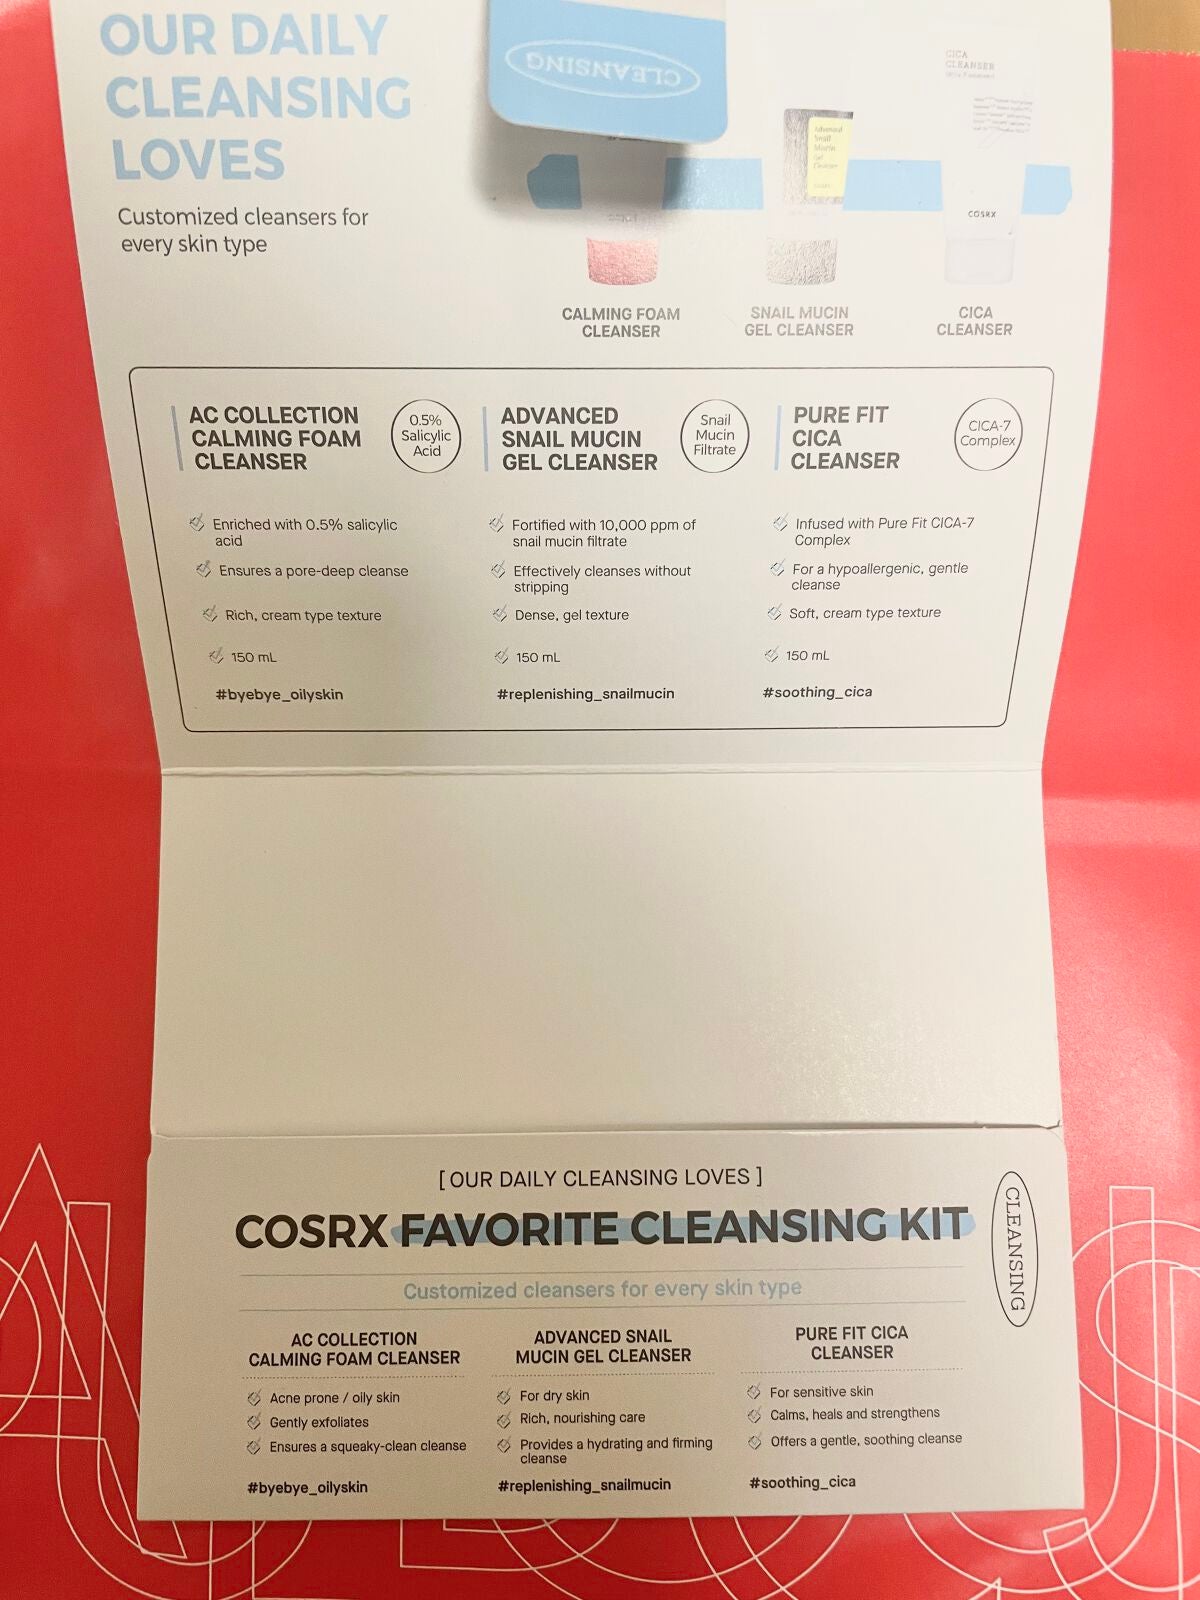 OUR DAILY
CLEANSING
LOVES
Customized cleansers for
every skin type
CLEANSING
Advanced
Snail
Mucin
Gel
Cleanser
CICA
CLEANSER
COSRX
CALMING FOAM
CLEANSER
SNAIL MUCIN
GEL CLEANSER
CICA
CLEANSER
AC COLLECTION
CALMING FOAM
CLEANSER
0.5%
Salicylic
Acid
Enriched with 0.5% salicylic
acid
Ensures a pore-deep cleanse
Rich, cream type texture
150 mL
#byebye_oilyskin
ADVANCED
SNAIL MUCIN
GEL CLEANSER
Snail
Mucin
Filtrate
Fortified with 10,000 ppm of
snail mucin filtrate
Effectively cleanses without
stripping
Dense, gel texture
150 mL
#replenishing_snailmucin
PURE FIT
CICA
CLEANSER
CICA-7
Complex
Infused with Pure Fit CICA-7
Complex
For a hypoallergenic, gentle
cleanse
Soft, cream type texture
150 mL
#soothing_cica
[ OUR DAILY CLEANSING LOVES ]
COSRX FAVORITE CLEANSING KIT
CLEANSING
Customized cleansers for every skin type
AC COLLECTION
CALMING FOAM CLEANSER
Acne prone / oily skin
Gently exfoliates
Ensures a squeaky-clean cleanse
#byebye_oilyskin
ADVANCED SNAIL
MUCIN GEL CLEANSER
For dry skin
Rich, nourishing care
Provides a hydrating and firming
cleanse
#replenishing_snailmucin
PURE FIT CICA
CLEANSER
For sensitive skin
Calms, heals and strengthens
Offers a gentle, soothing cleanse
#soothing_cica